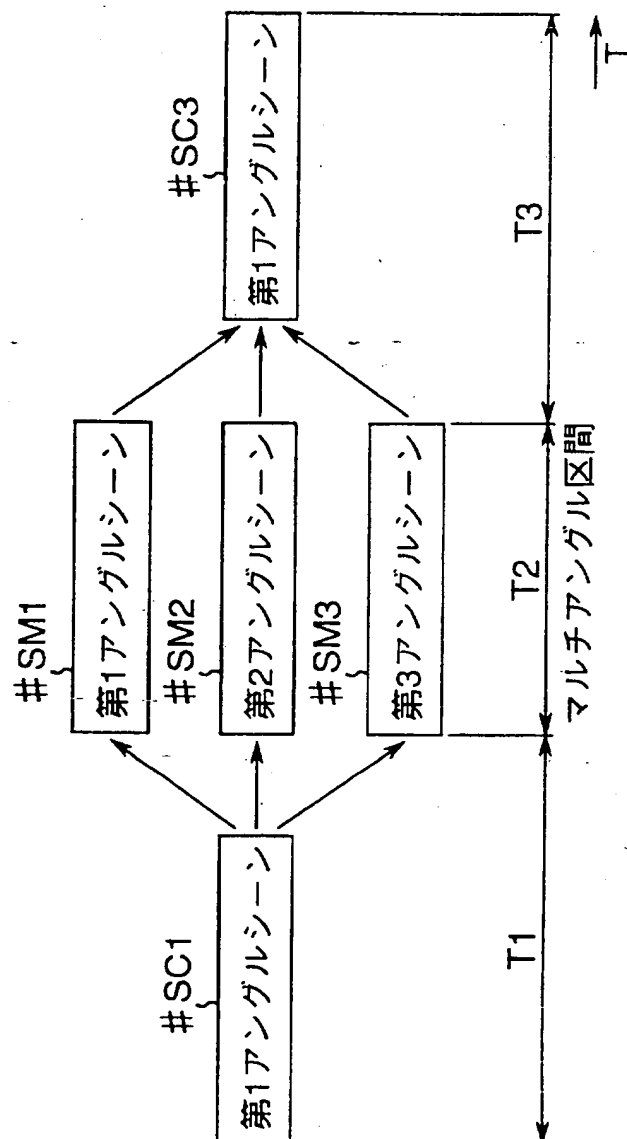 #SC1
第1アングルシーン
#SM1
第1アングルシーン
#SM2
第2アングルシーン
#SM3
第3アングルシーン
#SC3
第1アングルシーン
T1
T2
T3
マルチアングル区間
T